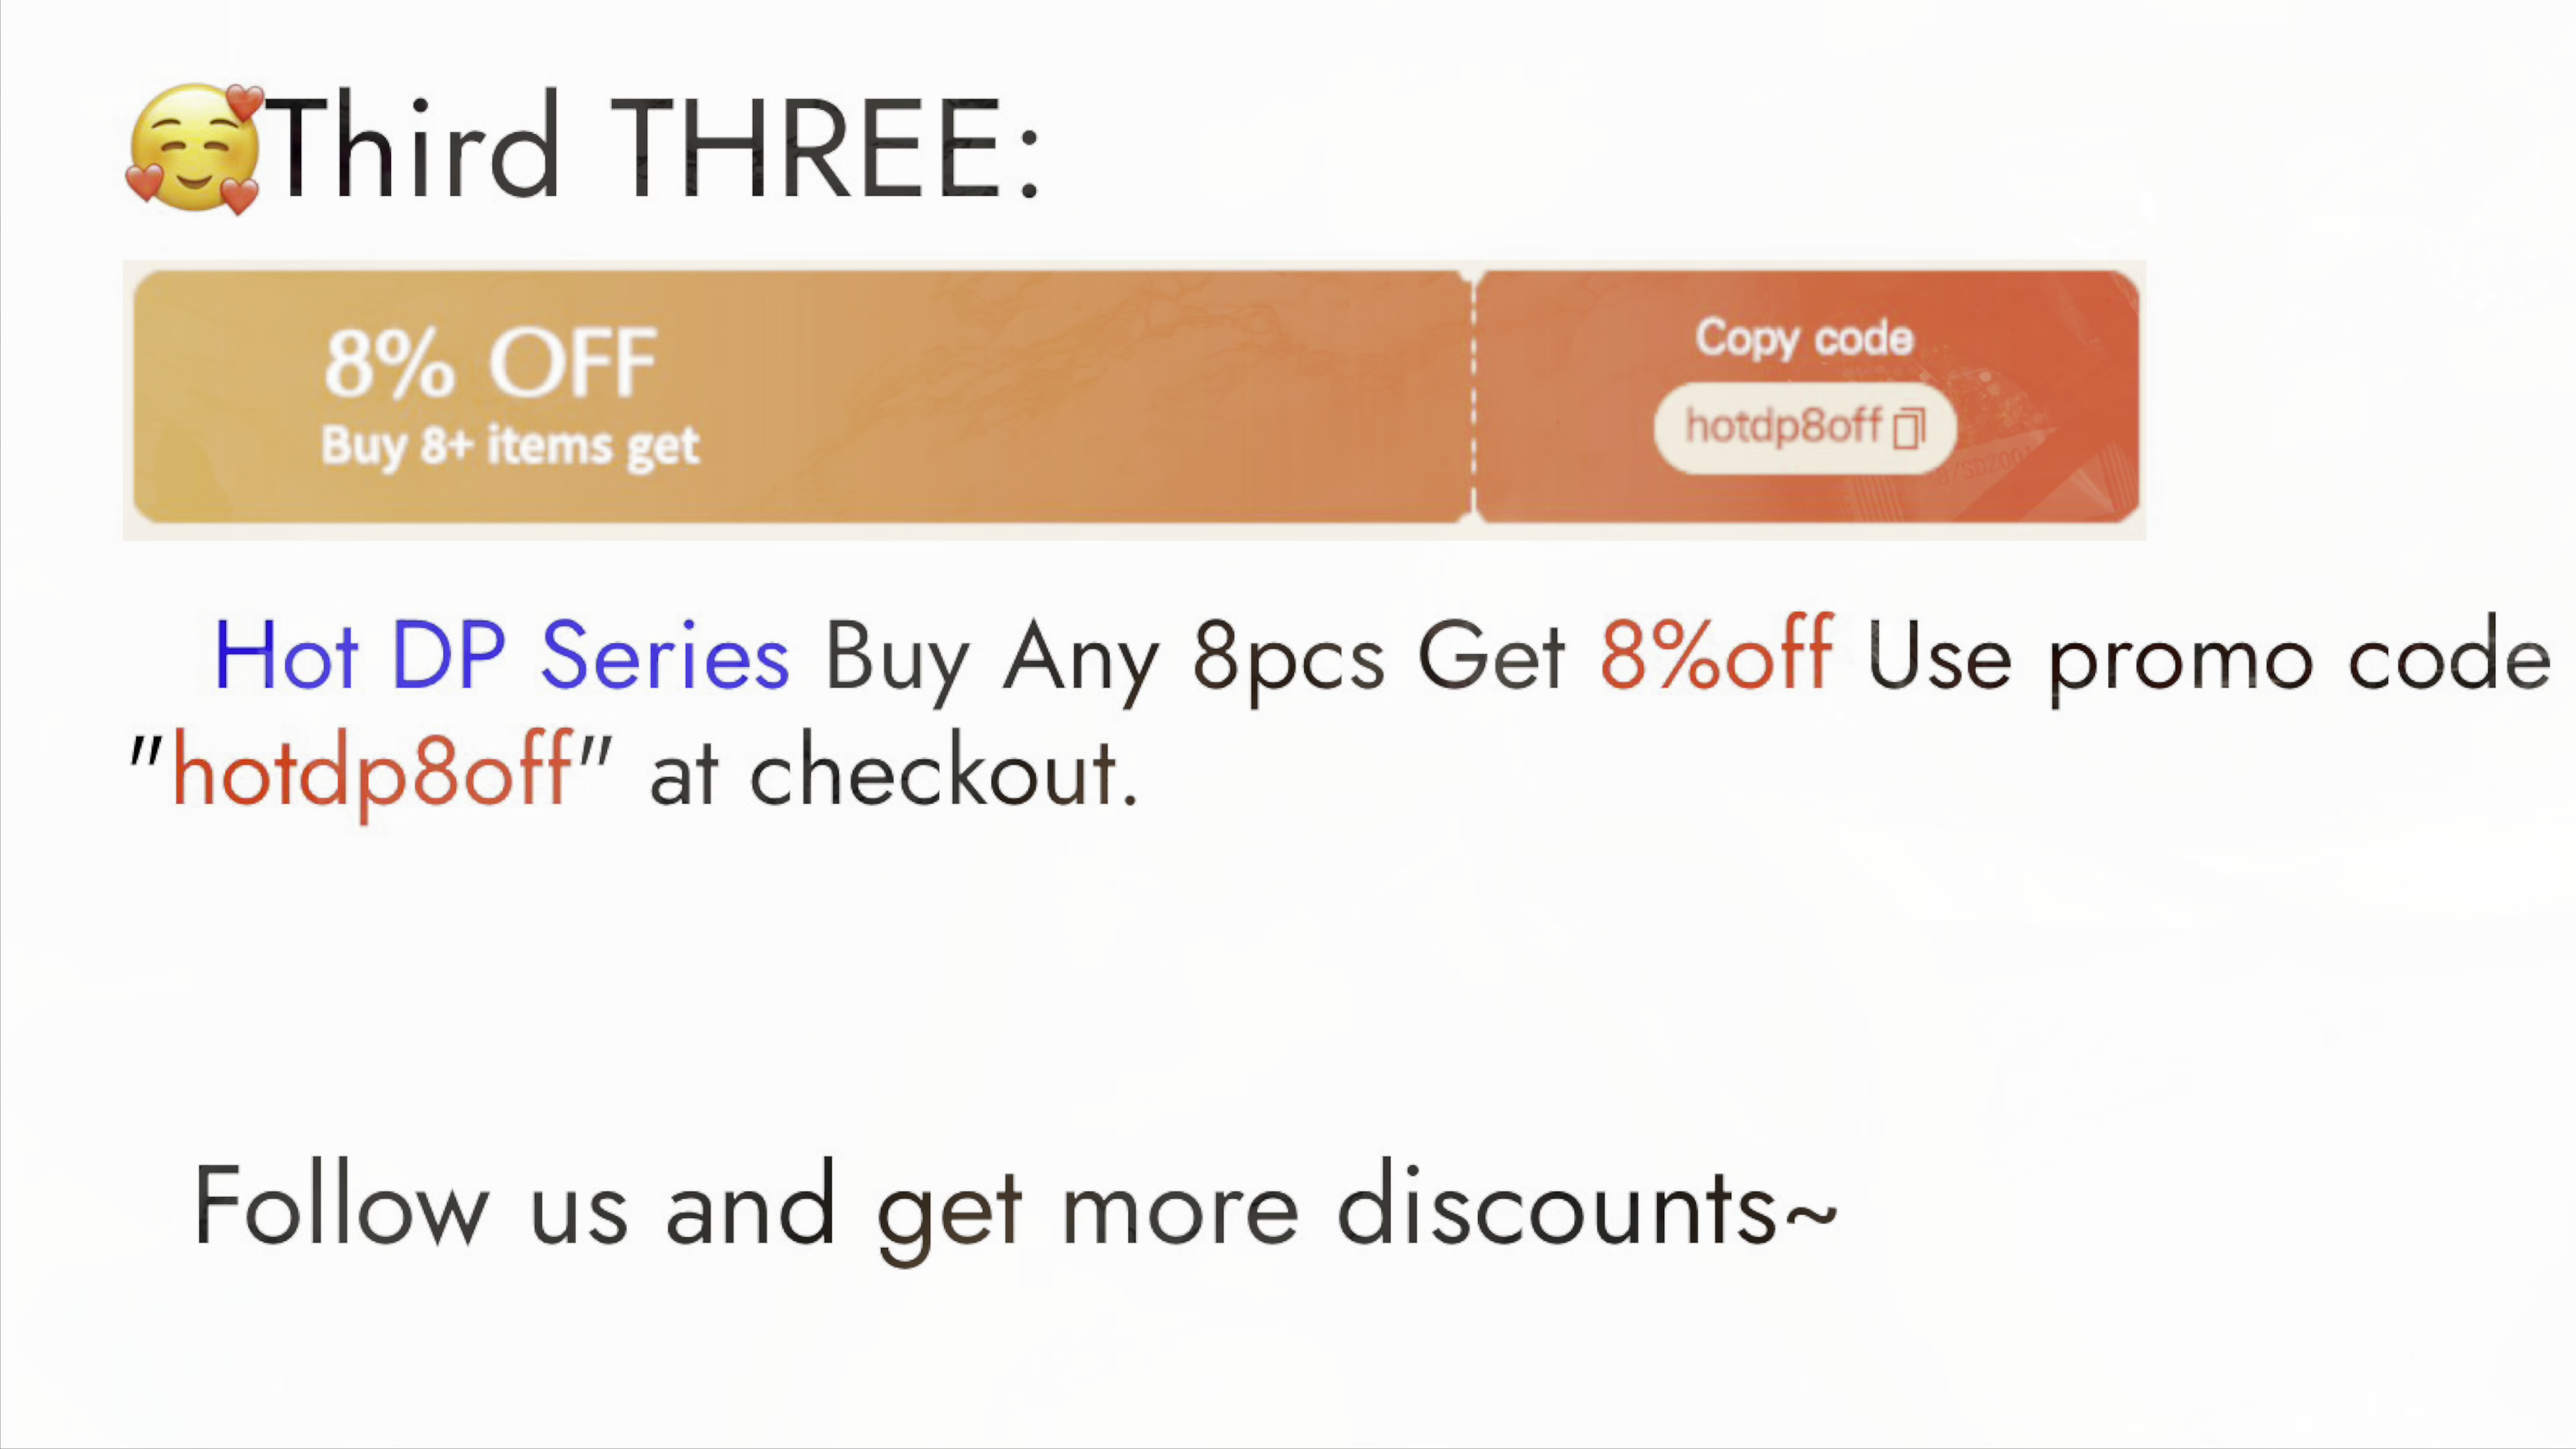 🥰Third THREE:
8% OFF
Buy 8+ items get
Copy code
hotdp8off
Hot DP Series Buy Any 8pcs Get 8%off Use promo code
"hotdp8off" at checkout.
Follow us and get more discounts~